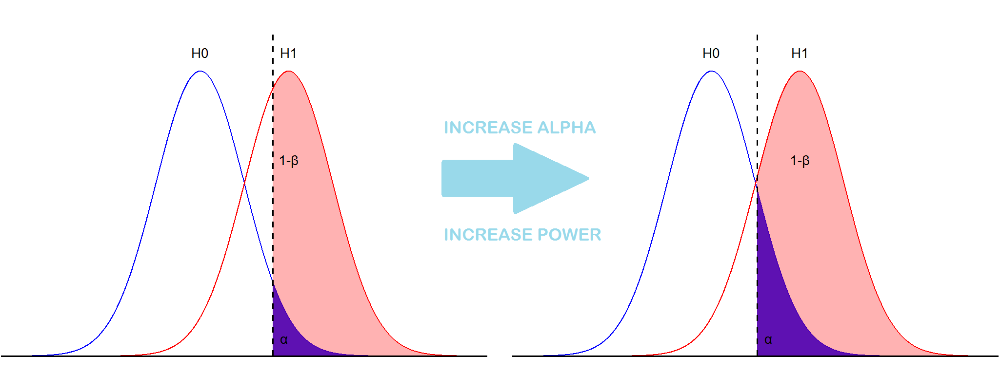 H0
H1
1-β
α
INCREASE ALPHA
INCREASE POWER
H0
H1
1-β
α